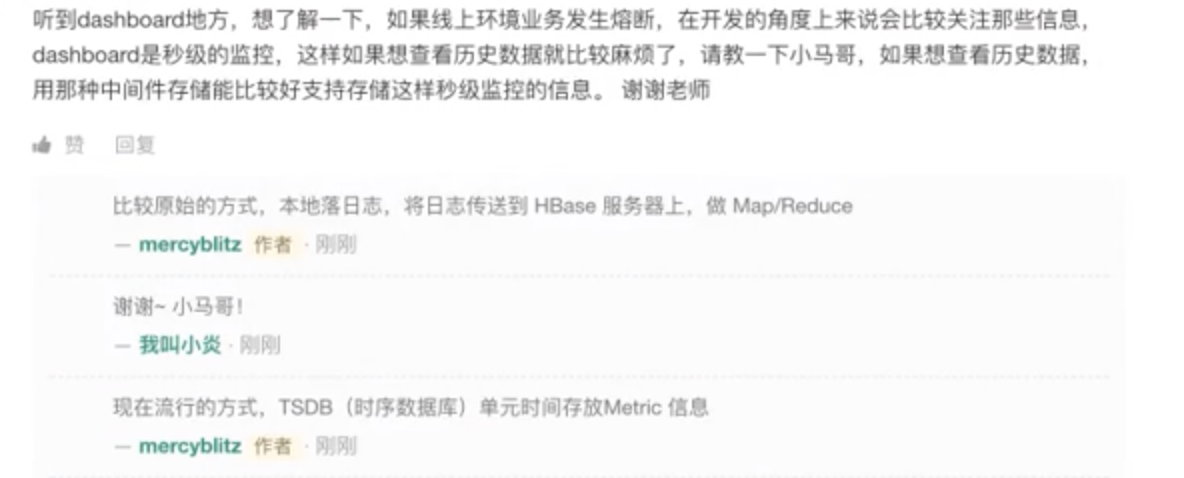 听到dashboard地方，想了解一下，如果线上环境业务发生熔断，在开发的角度上来说会比较关注那些信息，
dashboard是秒级的监控，这样如果想查看历史数据就比较麻烦了，请教一下小马哥，如果想查看历史数据，
用那种中间件存储能比较好支持存储这样秒级监控的信息。 谢谢老师
赞 回复
比较原始的方式，本地落日志，将日志传送到 HBase 服务器上，做 Map/Reduce
— mercyblitz 作者 · 刚刚
谢谢~ 小马哥！
— 我叫小炎 · 刚刚
现在流行的方式，TSDB（时序数据库）单元时间存放Metric 信息
— mercyblitz 作者 · 刚刚